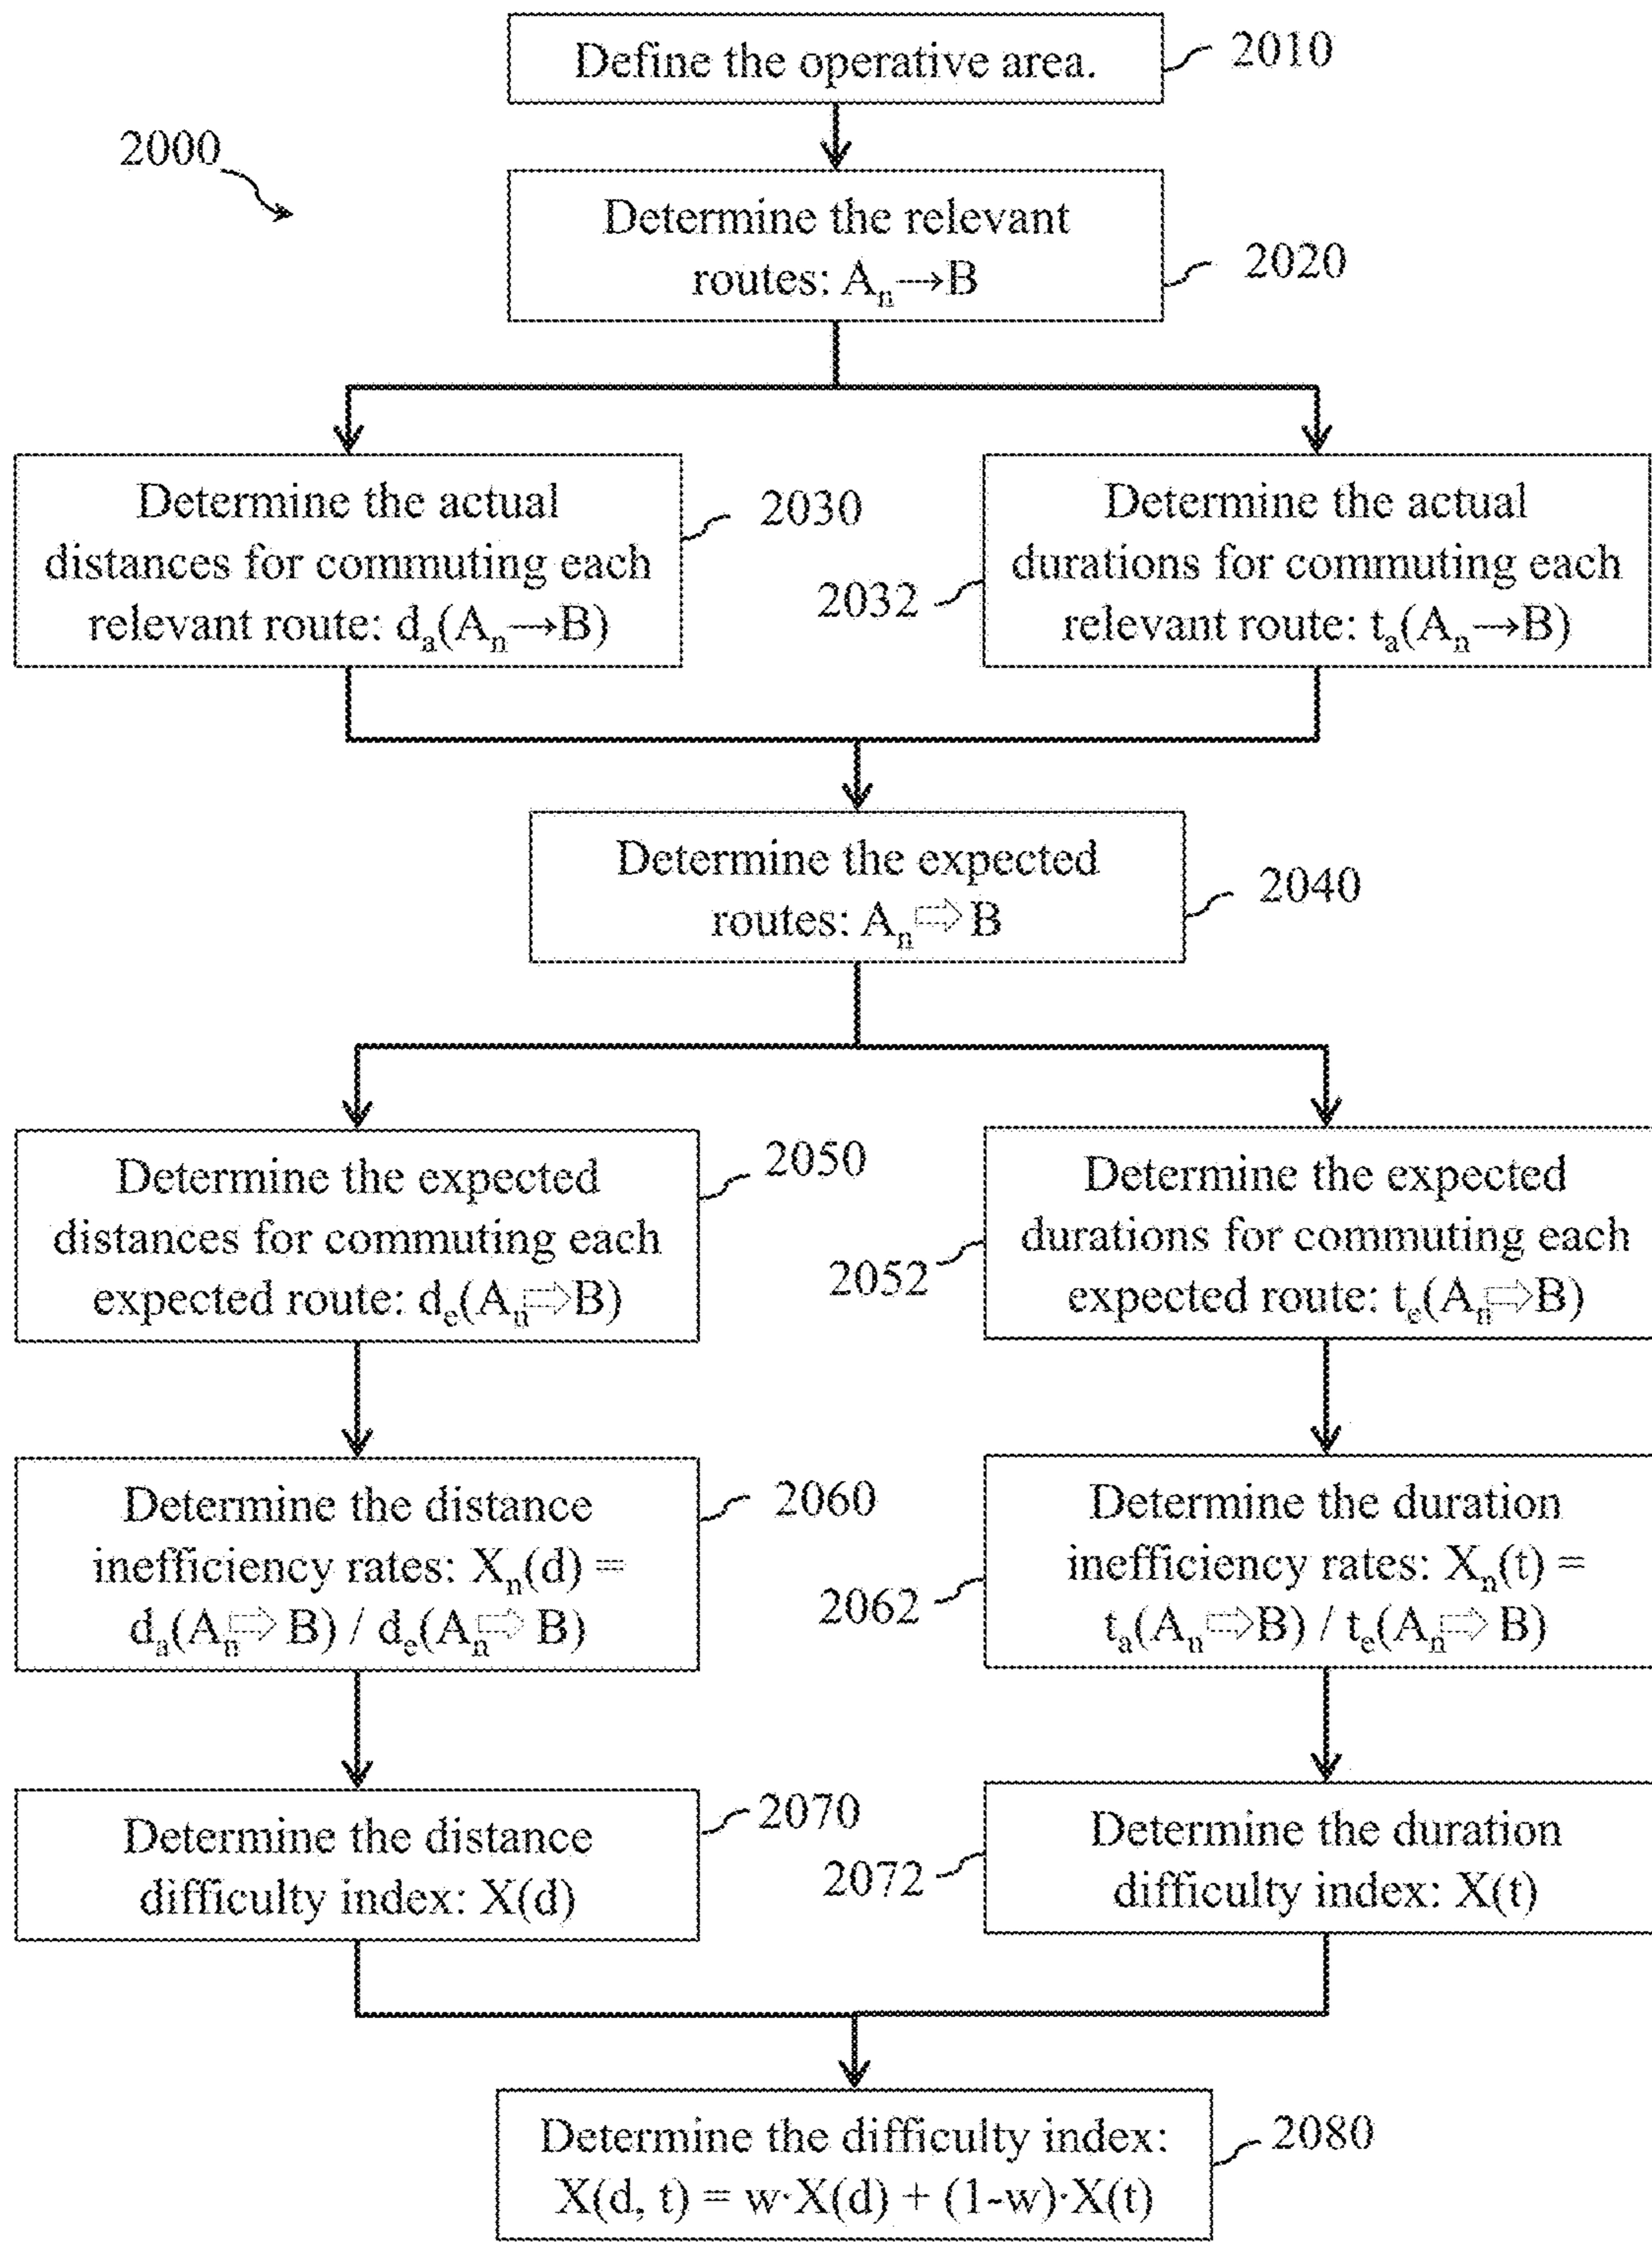 Define the operative area.
2010
2000
Determine the relevant
routes: Aₙ→B
2020
Determine the actual
distances for commuting each
relevant route: dₐ(Aₙ→B)
2030
Determine the actual
durations for commuting each
relevant route: tₐ(Aₙ→B)
2032
Determine the expected
routes: Aₙ⇨B
2040
Determine the expected
distances for commuting each
expected route: dₑ(Aₙ⇨B)
2050
Determine the expected
durations for commuting each
expected route: tₑ(Aₙ⇨B)
2052
Determine the distance
inefficiency rates: Xₙ(d) =
dₐ(Aₙ⇨B) / dₑ(Aₙ⇨B)
2060
Determine the duration
inefficiency rates: Xₙ(t) =
tₐ(Aₙ⇨B) / tₑ(Aₙ⇨B)
2062
Determine the distance
difficulty index: X(d)
2070
Determine the duration
difficulty index: X(t)
2072
Determine the difficulty index:
X(d, t) = w·X(d) + (1-w)·X(t)
2080